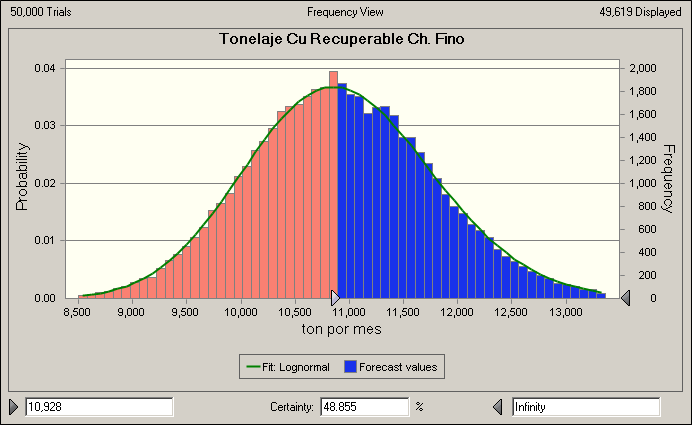 50,000 Trials Frequency View 49,619 Displayed
Tonelaje Cu Recuperable Ch. Fino
0.04 2,000
1,800
0.03 1,600
1,400
1,200
0.02 1,000
800
0.01 600
400
200
0.00 0
Probability
Frequency
8,500 9,000 9,500 10,000 10,500 11,000 11,500 12,000 12,500 13,000
ton por mes
Fit: Lognormal Forecast values
10,928 Certainty: 48.855 % Infinity